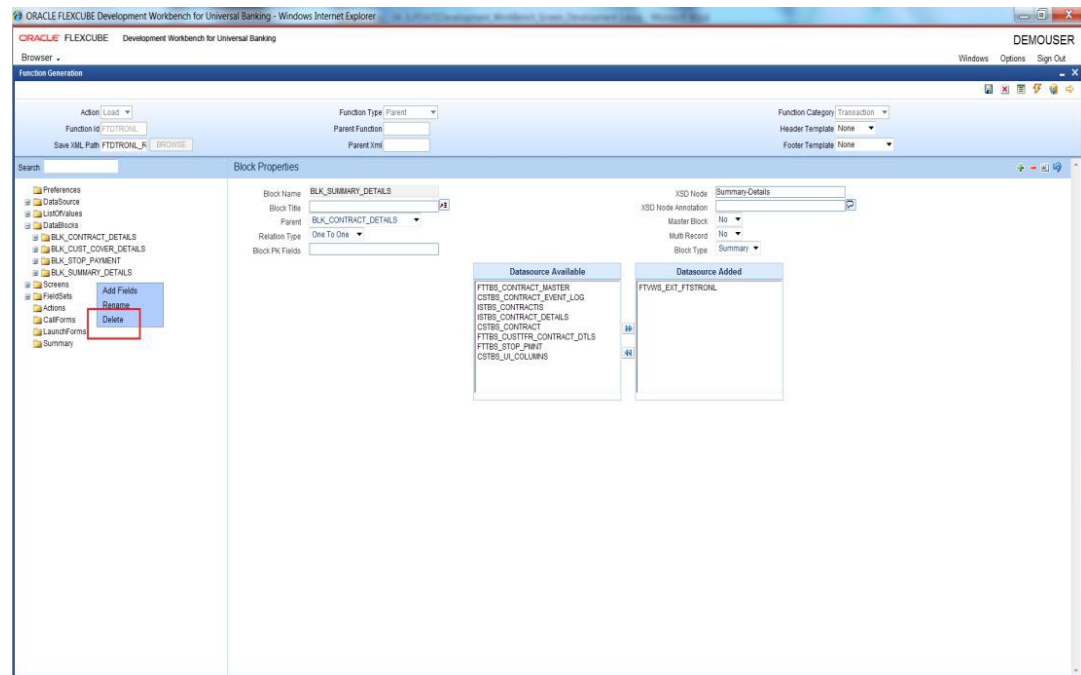 ORACLE FLEXCUBE Development Workbench for Universal Banking - Windows Internet Explorer
ORACLE FLEXCUBE Development Workbench for Universal Banking
DEMOUSER
Browser
Windows Options Sign Out
Function Generation
Action Load
Function Type Parent
Function Category Transaction
Function Id FTDTRONL
Parent Function
Header Template None
Save XML Path FTDTRONL_R BROWSE
Parent Xml
Footer Template None
Search
Block Properties
Preferences
DataSource
ListOfValues
DataBlocks
BLK_CONTRACT_DETAILS
BLK_CUST_COVER_DETAILS
BLK_STOP_PAYMENT
BLK_SUMMARY_DETAILS
Screens
FieldSets
Actions
CallForms
LaunchForms
Summary
Add Fields
Rename
Delete
Block Name BLK_SUMMARY_DETAILS
Block Title
Parent BLK_CONTRACT_DETAILS
Relation Type One To One
Block PK Fields
XSD Node Summary-Details
XSD Node Annotation
Master Block No
Multi Record No
Block Type Summary
Datasource Available
FTTBS_CONTRACT_MASTER
CSTBS_CONTRACT_EVENT_LOG
ISTBS_CONTRACTIS
ISTBS_CONTRACT_DETAILS
CSTBS_CONTRACT
FTTBS_CUSTTFR_CONTRACT_DTLS
FTTBS_STOP_PMNT
CSTBS_UI_COLUMNS
Datasource Added
FTVWS_EXT_FTSTRONL